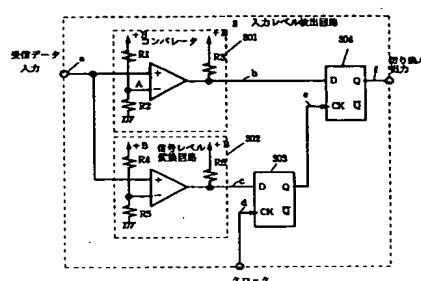 3 入力レベル検出回路
コンパレータ
301
304
受信データ
入力
切り換え
出力
+B
+B
R1
R3
A
R2
a
b
D Q
CK Q
f
e
信号レベル
変換回路
302
303
+B
+B
R4
R6
R5
c
D Q
CK Q
d
クロック